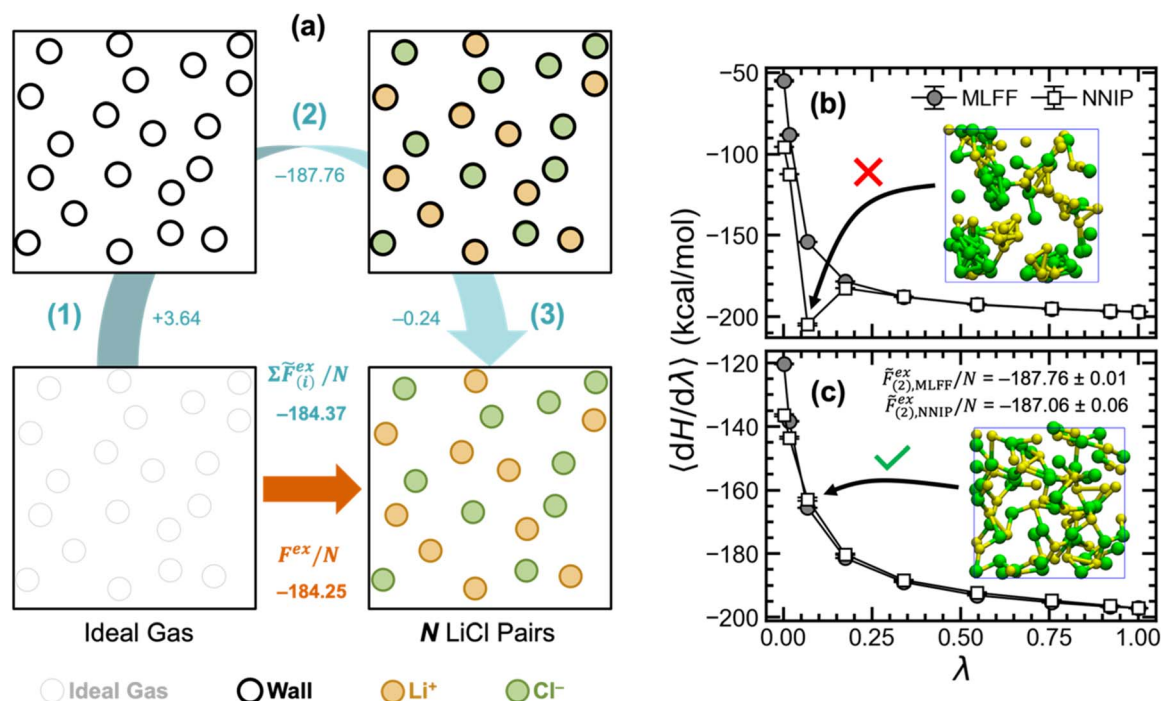 (a)
(2)
−187.76
(1)
+3.64
−0.24
(3)
ΣF̃ᵉˣ₍ᵢ₎/N
−184.37
Fᵉˣ/N
−184.25
Ideal Gas
N LiCl Pairs
Ideal Gas
Wall
Li⁺
Cl⁻
(b)
MLFF
NNIP
−50
−100
−150
−200
⟨dH/dλ⟩ (kcal/mol)
(c)
F̃ᵉˣ₍₂₎,MLFF/N = −187.76 ± 0.01
F̃ᵉˣ₍₂₎,NNIP/N = −187.06 ± 0.06
−120
−140
−160
−180
−200
0.00 0.25 0.50 0.75 1.00
λ